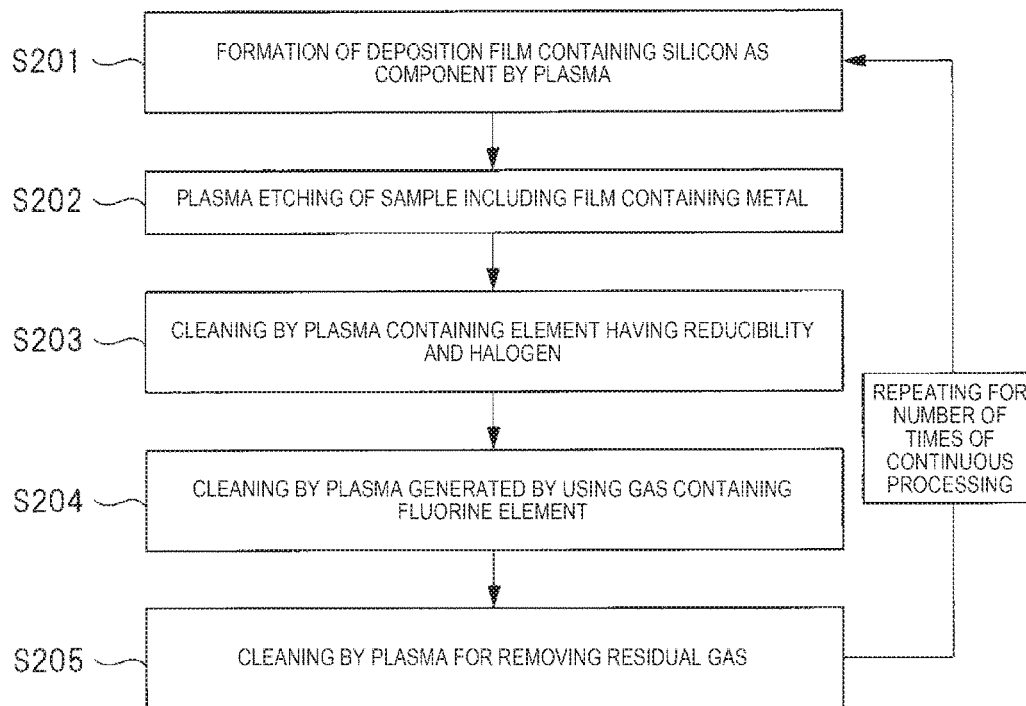 S201
FORMATION OF DEPOSITION FILM CONTAINING SILICON AS
COMPONENT BY PLASMA
S202
PLASMA ETCHING OF SAMPLE INCLUDING FILM CONTAINING METAL
S203
CLEANING BY PLASMA CONTAINING ELEMENT HAVING REDUCIBILITY
AND HALOGEN
REPEATING FOR
NUMBER OF
TIMES OF
CONTINUOUS
PROCESSING
S204
CLEANING BY PLASMA GENERATED BY USING GAS CONTAINING
FLUORINE ELEMENT
S205
CLEANING BY PLASMA FOR REMOVING RESIDUAL GAS